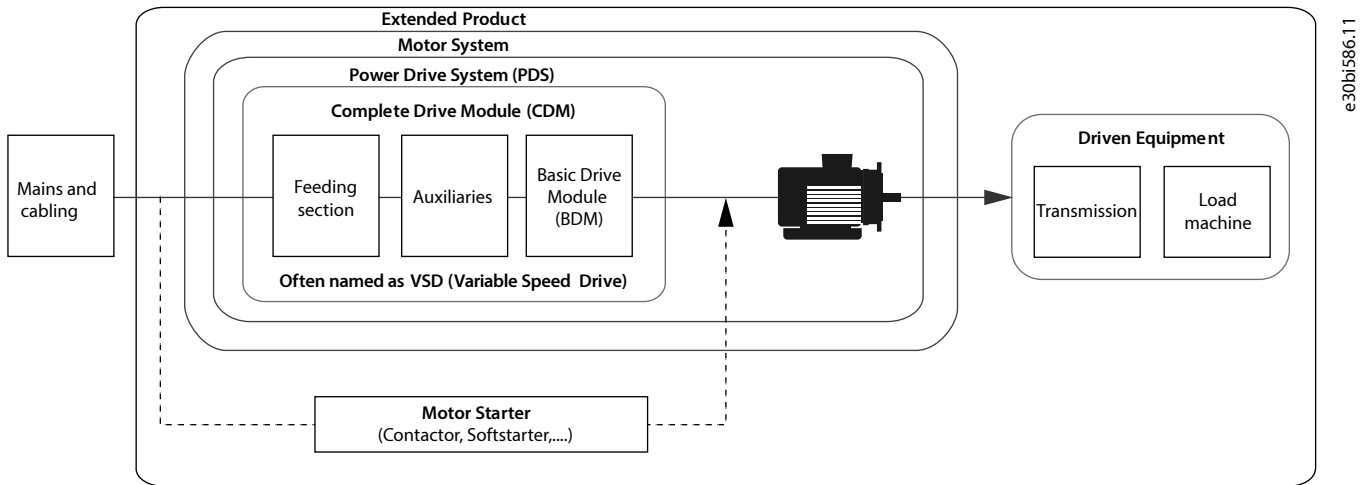 Extended Product
Motor System
Power Drive System (PDS)
Complete Drive Module (CDM)
Mains and
cabling
Feeding
section
Auxiliaries
Basic Drive
Module
(BDM)
Often named as VSD (Variable Speed Drive)
Driven Equipment
Transmission
Load
machine
Motor Starter
(Contactor, Softstarter,....)
e30bi586.11